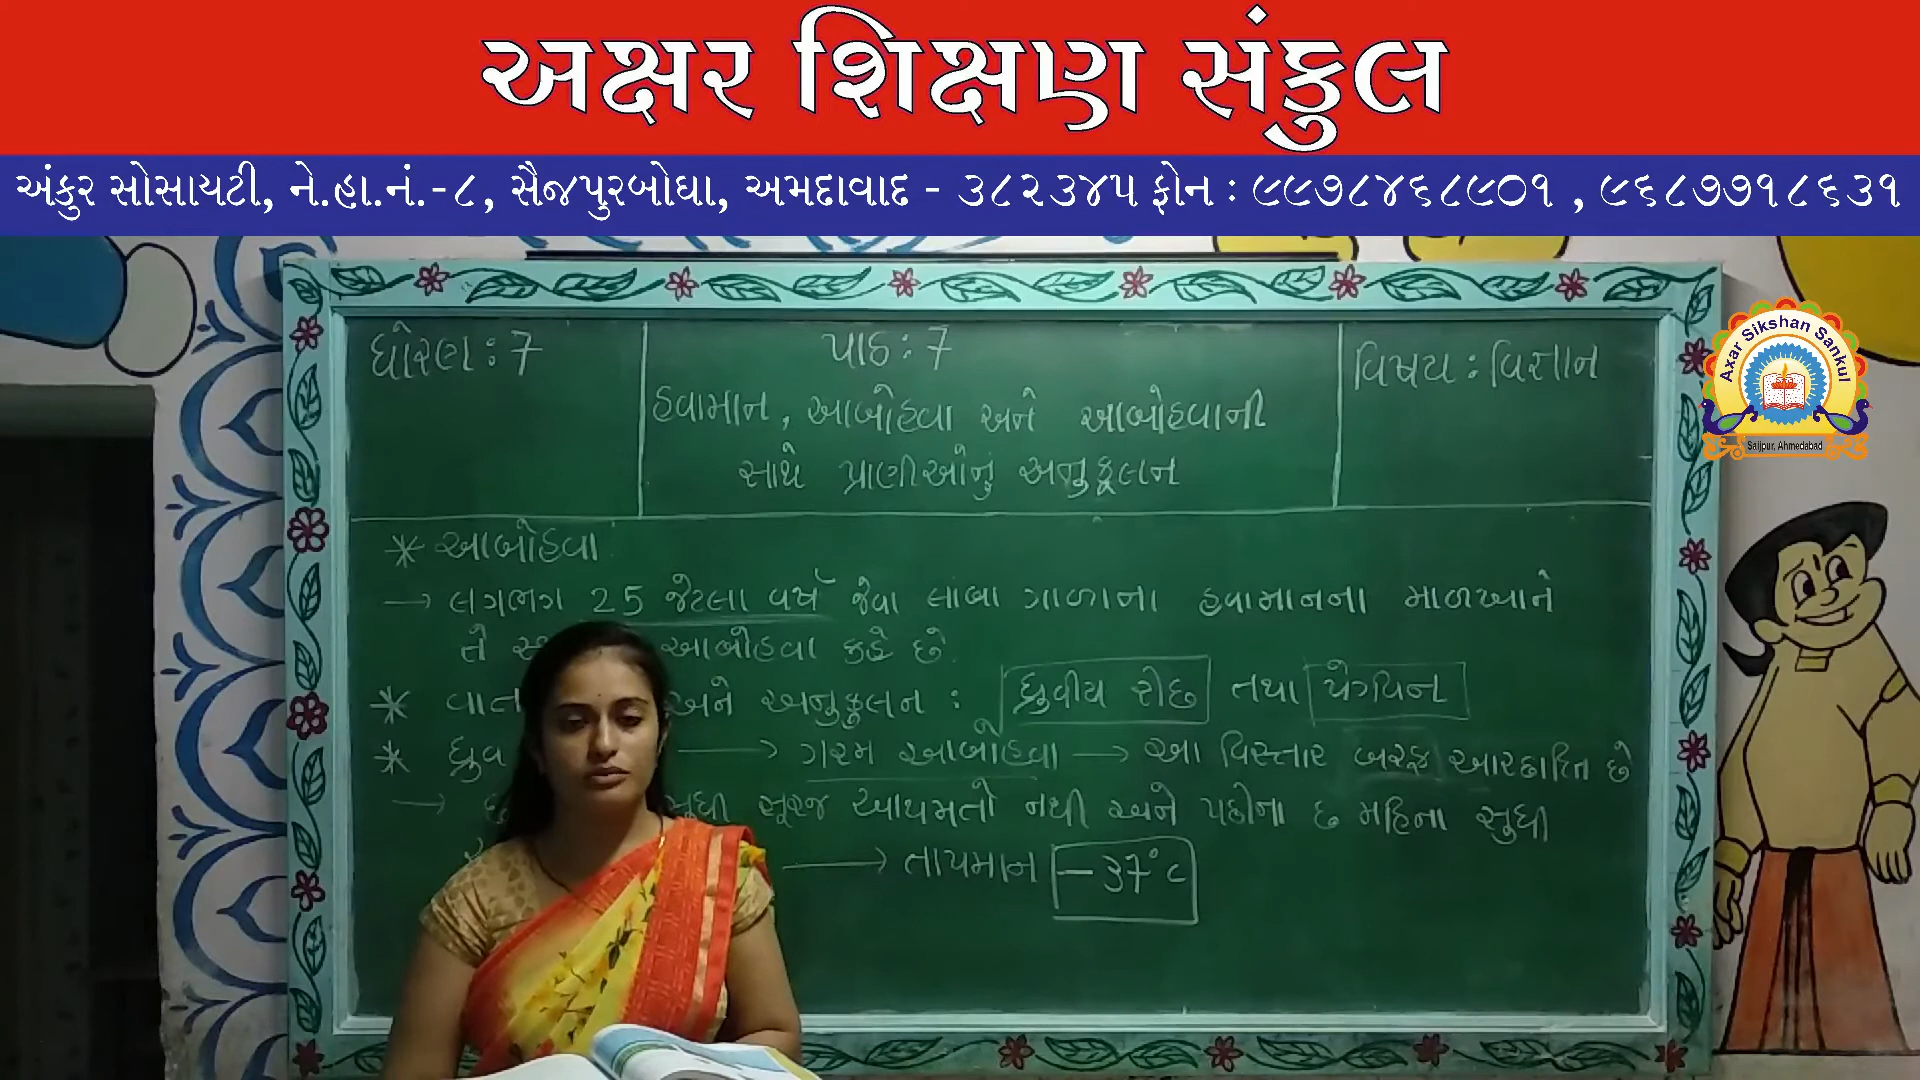 અક્ષર શિક્ષણ સંકુલ
અંકુર સોસાયટી, ને.હા.નં.-૮, સૈજપુરબોઘા, અમદાવાદ - ૩૮૨૩૪૫ ફોન : ૯૯૭૮૪૬૮૯૦૧ , ૯૬૮૭૭૧૮૬૩૧
Axar Sikshan Sankul
Saijpur, Ahmedabad
ધોરણ : 7
પાઠ : 7
હવામાન, આબોહવા અને આબોહવાની
સાથે પ્રાણીઓનું અનુકૂલન
વિષય : વિજ્ઞાન
* આબોહવા
→ લગભગ 25 જેટલા વર્ષ જેવા લાંબા ગાળાના હવામાનના માળખાને
તે આબોહવા કહે છે.
* અને અનુકુલન : ધ્રુવીય રીંછ તથા પેંગ્વિન
* ધ્રુવ → ગરમ આબોહવા → આ વિસ્તાર બરફ આચ્છાદિત છે
→ સુધી સૂરજ આથમતો નથી અને પછીના છ મહિના સુધી
→ તાપમાન -37°c